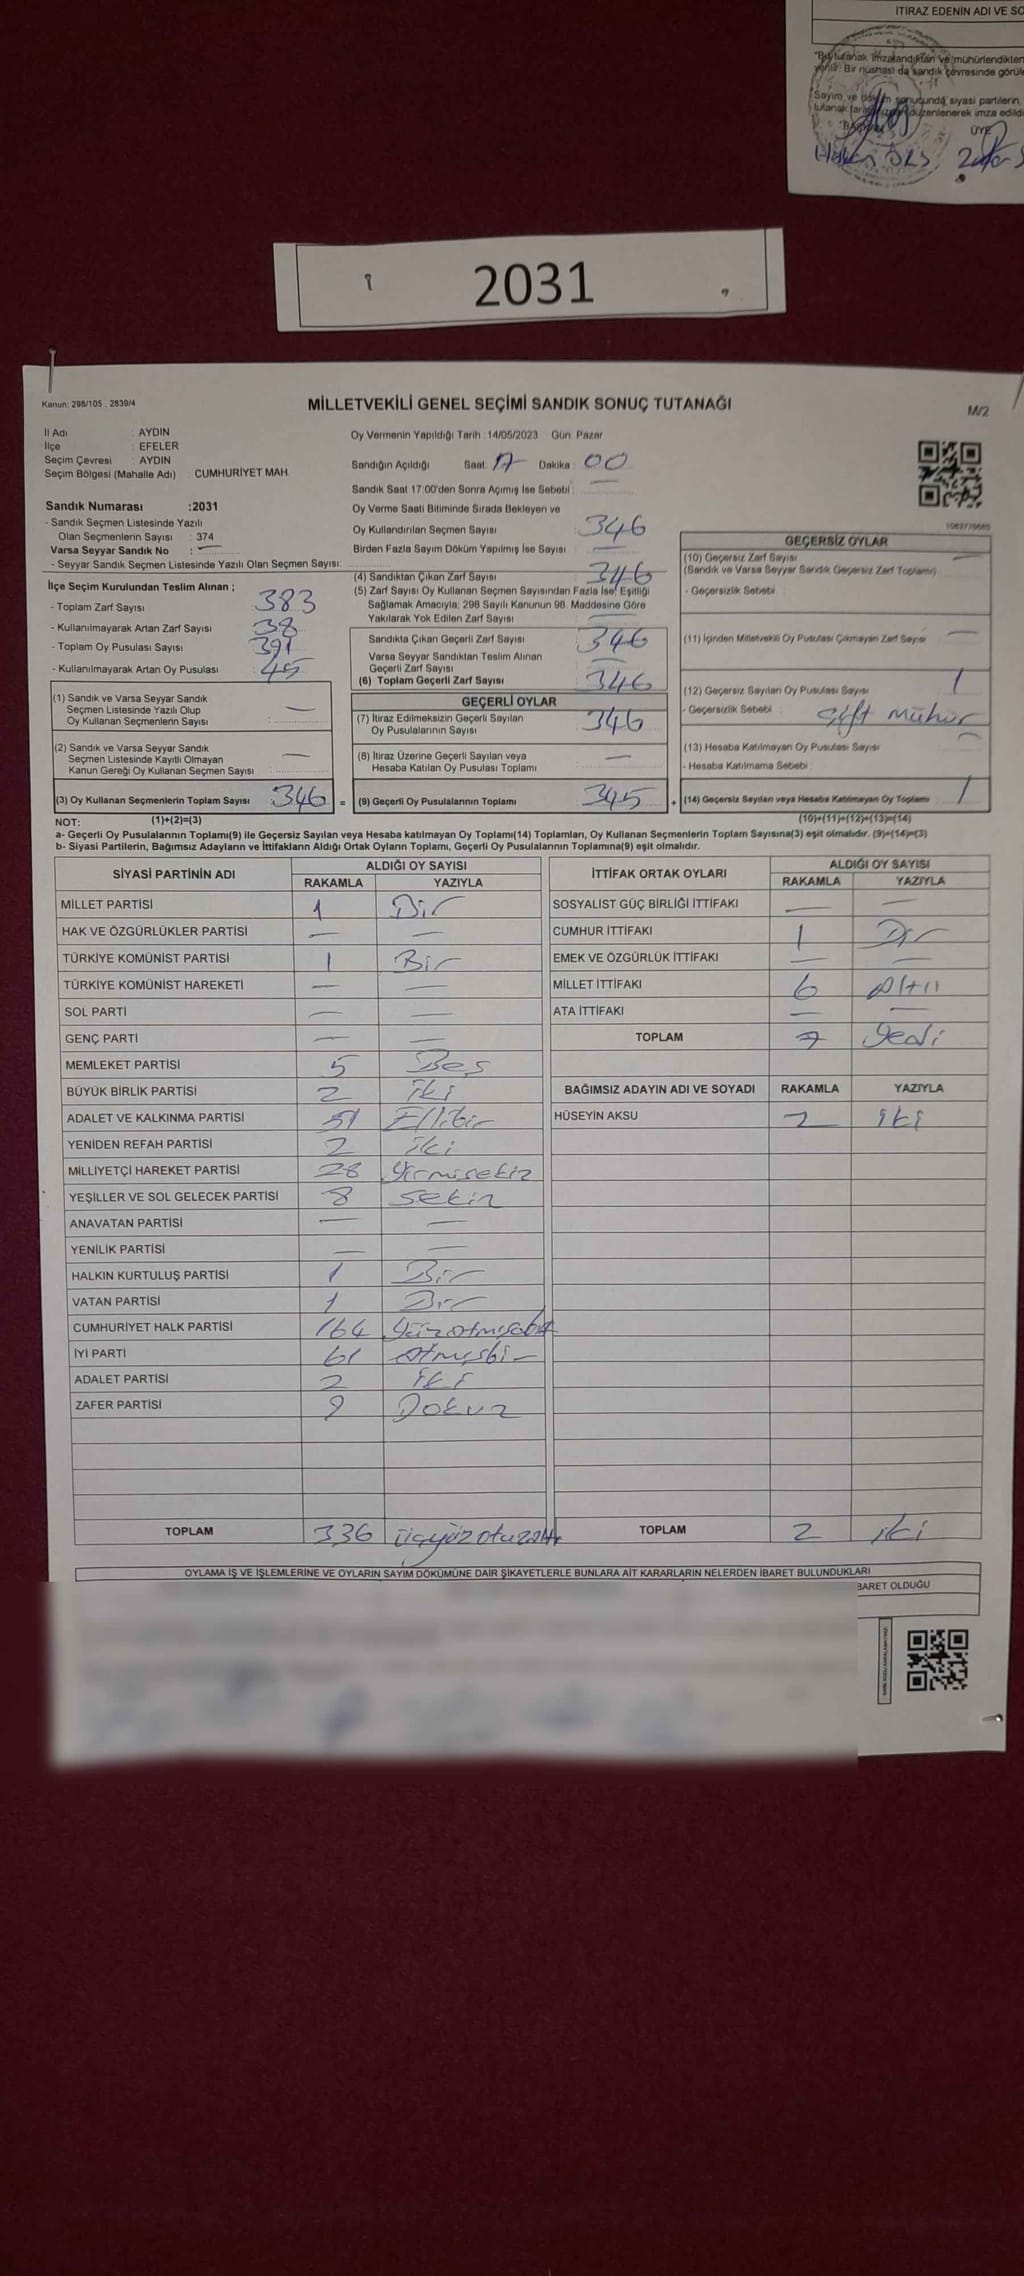 İTİRAZ EDENİN ADI VE SO
"Bu tutanak imzalandıktan ve mühürlendikten
verilir. Bir nüshası da sandık çevresinde görüle
Sayım ve döküm sonucunda siyasi partilerin,
düzenlenerek imza edildi
ÜYE
2031
Kanun: 298/105 , 2839/4
MİLLETVEKİLİ GENEL SEÇİMİ SANDIK SONUÇ TUTANAĞI
M/2
İl Adı : AYDIN
İlçe : EFELER
Seçim Çevresi : AYDIN
Seçim Bölgesi (Mahalle Adı) : CUMHURİYET MAH.
Oy Vermenin Yapıldığı Tarih :14/05/2023 Gün: Pazar
Sandığın Açıldığı Saat: 17 Dakika : 00
Sandık Saat 17:00'den Sonra Açılmış İse Sebebi : —
Sandık Numarası :2031
- Sandık Seçmen Listesinde Yazılı
Olan Seçmenlerin Sayısı : 374
Varsa Seyyar Sandık No : —
- Seyyar Sandık Seçmen Listesinde Yazılı Olan Seçmen Sayısı:
Oy Verme Saati Bitiminde Sırada Bekleyen ve
Oy Kullandırılan Seçmen Sayısı : 346
Birden Fazla Sayım Döküm Yapılmış İse Sayısı : —
İlçe Seçim Kurulundan Teslim Alınan ;
- Toplam Zarf Sayısı : 383
- Kullanılmayarak Artan Zarf Sayısı : 38
- Toplam Oy Pusulası Sayısı : 391
- Kullanılmayarak Artan Oy Pusulası : 45
(4) Sandıktan Çıkan Zarf Sayısı : 346
(5) Zarf Sayısı Oy Kullanan Seçmen Sayısından Fazla İse, Eşitliği
Sağlamak Amacıyla; 298 Sayılı Kanunun 98. Maddesine Göre
Yakılarak Yok Edilen Zarf Sayısı : —
Sandıkta Çıkan Geçerli Zarf Sayısı : 346
Varsa Seyyar Sandıktan Teslim Alınan
Geçerli Zarf Sayısı : —
(6) Toplam Geçerli Zarf Sayısı : 346
1083778665
GEÇERSİZ OYLAR
(10) Geçersiz Zarf Sayısı —
(Sandık ve Varsa Seyyar Sandık Geçersiz Zarf Toplamı)
- Geçersizlik Sebebi :
(11) İçinden Milletvekili Oy Pusulası Çıkmayan Zarf Sayısı —
(12) Geçersiz Sayılan Oy Pusulası Sayısı 1
- Geçersizlik Sebebi : çift mühür
(13) Hesaba Katılmayan Oy Pusulası Sayısı —
- Hesaba Katılmama Sebebi :
(14) Geçersiz Sayılan veya Hesaba Katılmayan Oy Toplamı 1
(10)+(11)+(12)+(13)=(14)
(1) Sandık ve Varsa Seyyar Sandık
Seçmen Listesinde Yazılı Olup
Oy Kullanan Seçmenlerin Sayısı : —
(2) Sandık ve Varsa Seyyar Sandık
Seçmen Listesinde Kayıtlı Olmayan
Kanun Gereği Oy Kullanan Seçmen Sayısı : —
(3) Oy Kullanan Seçmenlerin Toplam Sayısı 346 =
GEÇERLİ OYLAR
(7) İtiraz Edilmeksizin Geçerli Sayılan
Oy Pusulalarının Sayısı : 346
(8) İtiraz Üzerine Geçerli Sayılan veya
Hesaba Katılan Oy Pusulası Toplamı : —
(9) Geçerli Oy Pusulalarının Toplamı : 345 +
NOT: (1)+(2)=(3)
a- Geçerli Oy Pusulalarının Toplamı(9) ile Geçersiz Sayılan veya Hesaba katılmayan Oy Toplamı(14) Toplamları, Oy Kullanan Seçmenlerin Toplam Sayısına(3) eşit olmalıdır. (9)+(14)=(3)
b- Siyasi Partilerin, Bağımsız Adayların ve İttifakların Aldığı Ortak Oyların Toplamı, Geçerli Oy Pusulalarının Toplamına(9) eşit olmalıdır.
SİYASİ PARTİNİN ADI ALDIĞI OY SAYISI
RAKAMLA YAZIYLA
MİLLET PARTİSİ 1 Bir
HAK VE ÖZGÜRLÜKLER PARTİSİ — —
TÜRKİYE KOMÜNİST PARTİSİ 1 Bir
TÜRKİYE KOMÜNİST HAREKETİ — —
SOL PARTİ — —
GENÇ PARTİ — —
MEMLEKET PARTİSİ 5 Beş
BÜYÜK BİRLİK PARTİSİ 2 iki
ADALET VE KALKINMA PARTİSİ 51 Ellibir
YENİDEN REFAH PARTİSİ 2 iki
MİLLİYETÇİ HAREKET PARTİSİ 28 Yirmisekiz
YEŞİLLER VE SOL GELECEK PARTİSİ 8 Sekiz
ANAVATAN PARTİSİ — —
YENİLİK PARTİSİ — —
HALKIN KURTULUŞ PARTİSİ 1 Bir
VATAN PARTİSİ 1 Bir
CUMHURİYET HALK PARTİSİ 164 Yüzatmışdört
İYİ PARTİ 61 atmışbir
ADALET PARTİSİ 2 iki
ZAFER PARTİSİ 9 Dokuz
TOPLAM 336 üçyüzotuzaltı
İTTİFAK ORTAK OYLARI ALDIĞI OY SAYISI
RAKAMLA YAZIYLA
SOSYALİST GÜÇ BİRLİĞİ İTTİFAKI — —
CUMHUR İTTİFAKI 1 Bir
EMEK VE ÖZGÜRLÜK İTTİFAKI — —
MİLLET İTTİFAKI 6 Altı
ATA İTTİFAKI — —
TOPLAM 7 Yedi
BAĞIMSIZ ADAYIN ADI VE SOYADI RAKAMLA YAZIYLA
HÜSEYİN AKSU 2 iki
TOPLAM 2 iki
OYLAMA İŞ VE İŞLEMLERİNE VE OYLARIN SAYIM DÖKÜMÜNE DAİR ŞİKAYETLERLE BUNLARA AİT KARARLARIN NELERDEN İBARET BULUNDUKLARI
BARET OLDUĞU